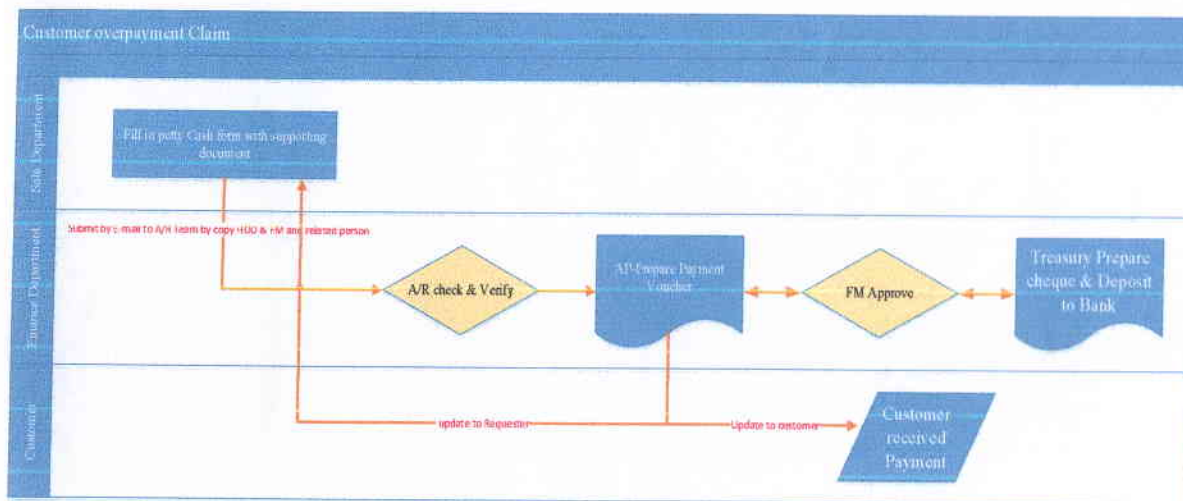 Customer overpayment Claim
Sale Department
Fill in petty Cash form with supporting
document
Finance Department
Submit by E-mail to A/R Team by copy HOD & FM and related person
A/R check & Verify
AP-Prepare Payment
Voucher
FM Approve
Treasury Prepare
cheque & Deposit
to Bank
Customer
update to Requester
Update to customer
Customer
received
Payment